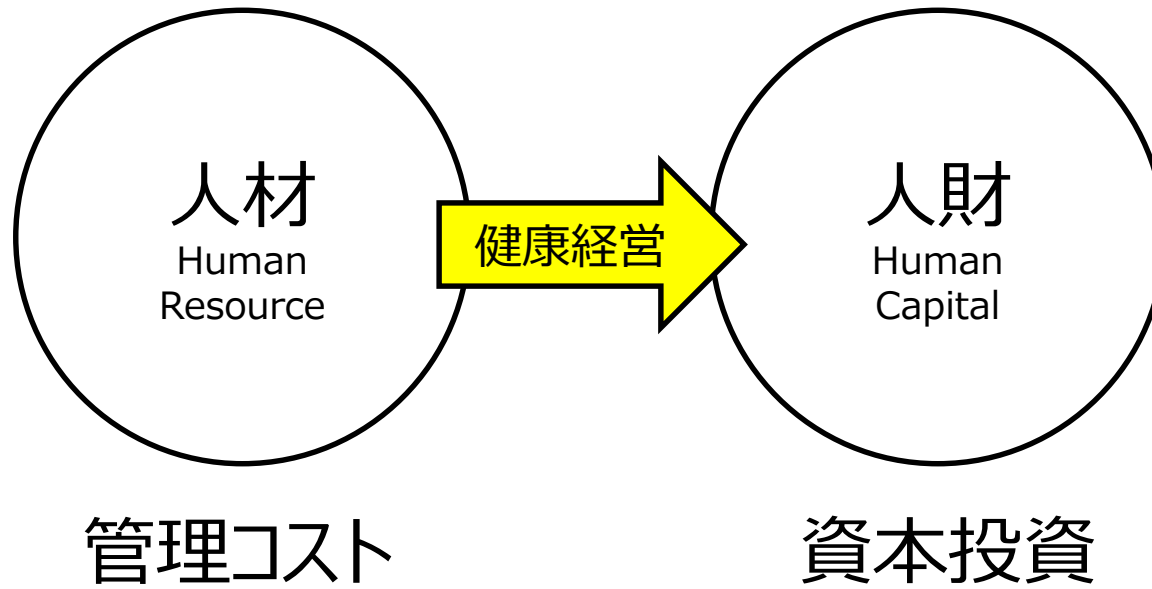 人材
Human
Resource
健康経営
人財
Human
Capital
管理コスト
資本投資